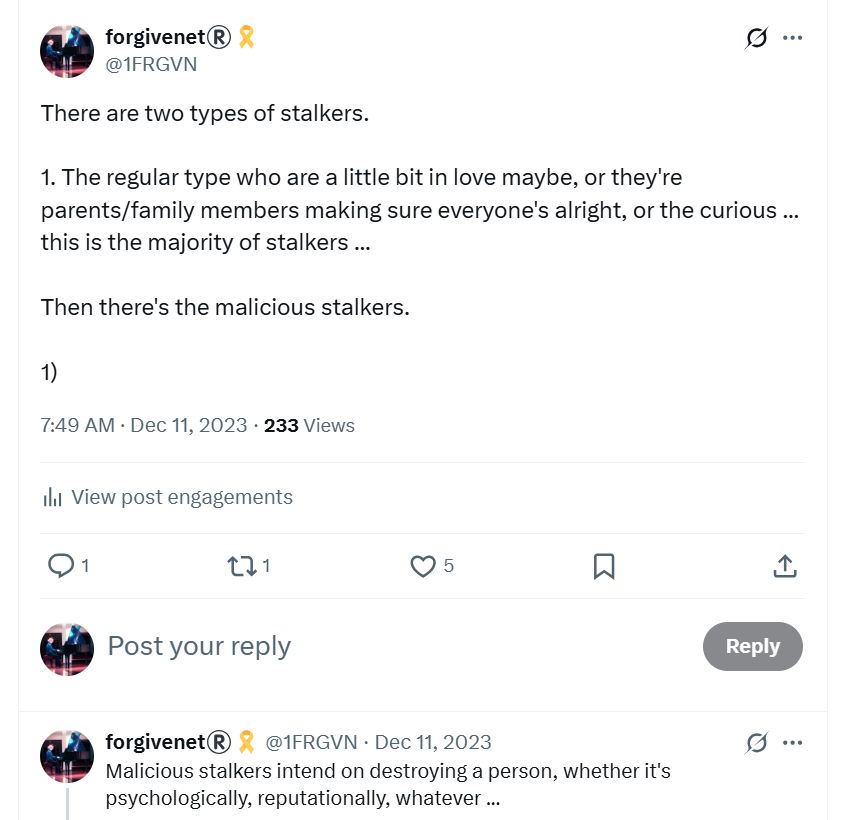 forgivenet® 🎗️
@1FRGVN
There are two types of stalkers.
1. The regular type who are a little bit in love maybe, or they're
parents/family members making sure everyone's alright, or the curious ...
this is the majority of stalkers ...
Then there's the malicious stalkers.
1)
7:49 AM · Dec 11, 2023 · 233 Views
View post engagements
1 1 5
Post your reply
Reply
forgivenet® 🎗️ @1FRGVN · Dec 11, 2023
Malicious stalkers intend on destroying a person, whether it's
psychologically, reputationally, whatever ...